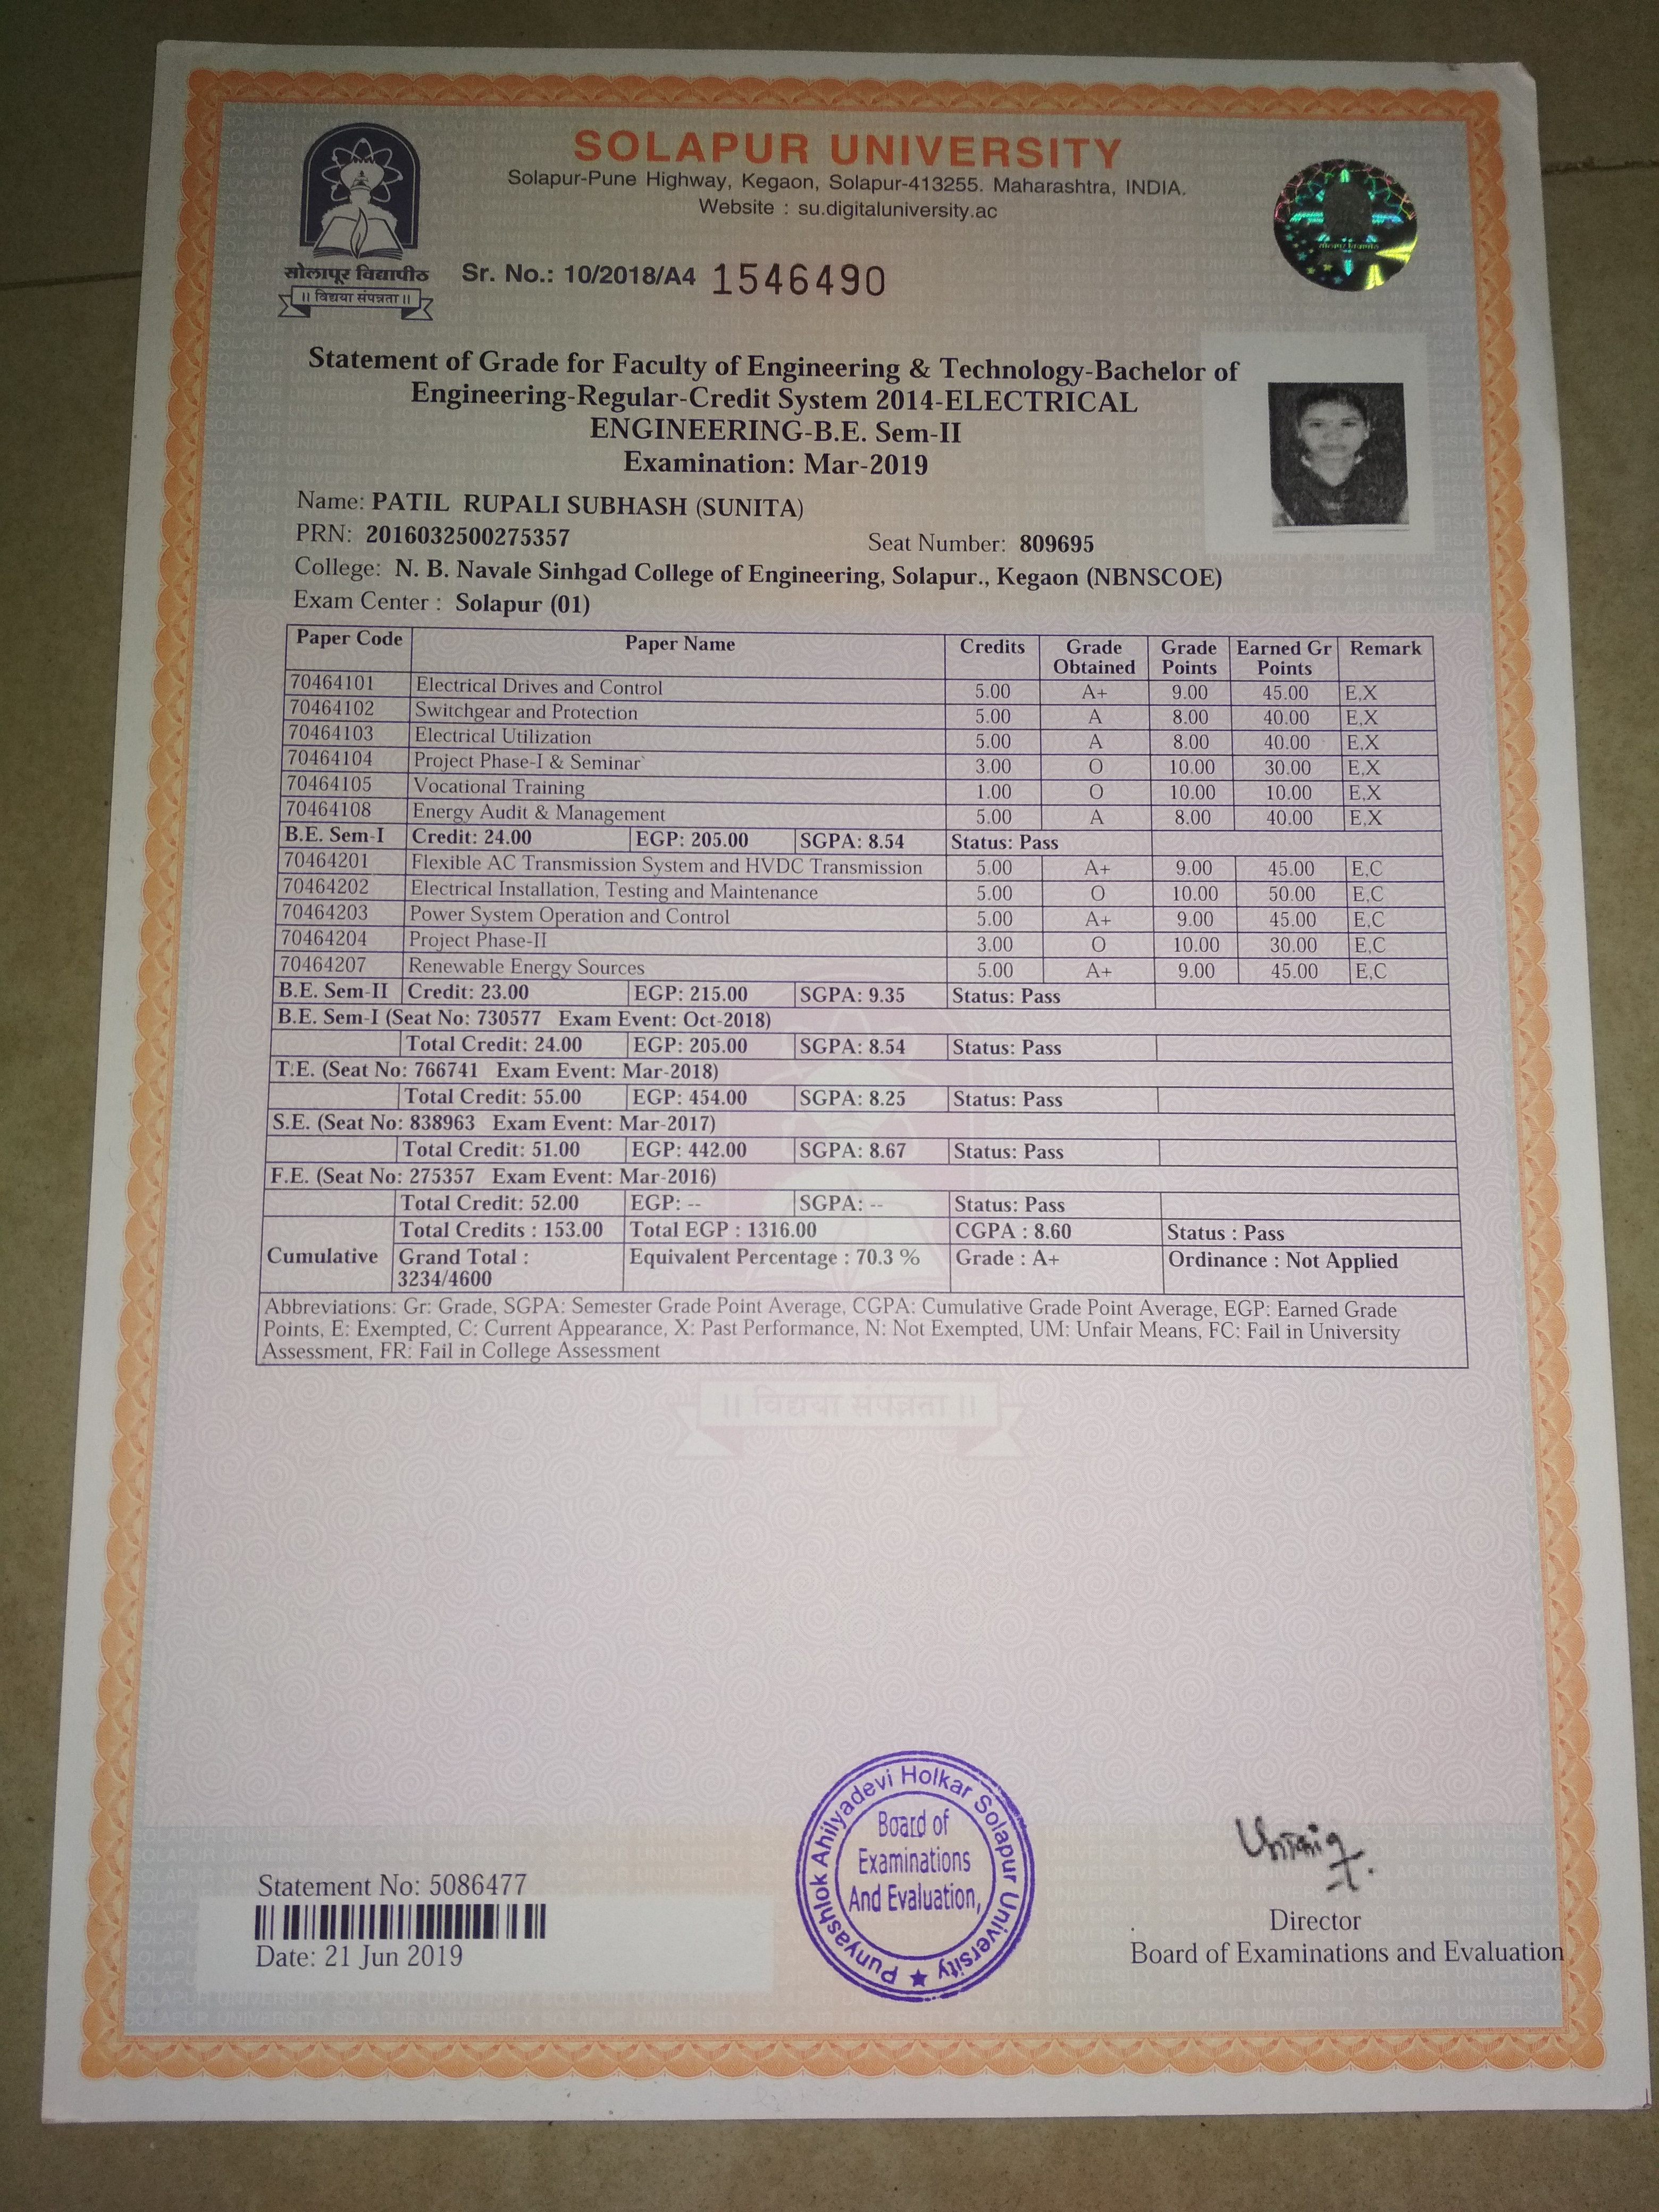 SOLAPUR UNIVERSITY
Solapur-Pune Highway, Kegaon, Solapur-413255. Maharashtra, INDIA.
Website : su.digitaluniversity.ac
सोलापूर विद्यापीठ
॥ विद्यया संपन्नता ॥
Sr. No.: 10/2018/A4 1546490
Statement of Grade for Faculty of Engineering & Technology-Bachelor of
Engineering-Regular-Credit System 2014-ELECTRICAL
ENGINEERING-B.E. Sem-II
Examination: Mar-2019
Name: PATIL RUPALI SUBHASH (SUNITA)
PRN: 2016032500275357 Seat Number: 809695
College: N. B. Navale Sinhgad College of Engineering, Solapur., Kegaon (NBNSCOE)
Exam Center : Solapur (01)
Paper Code Paper Name Credits Grade Obtained Grade Points Earned Gr Points Remark
70464101 Electrical Drives and Control 5.00 A+ 9.00 45.00 E,X
70464102 Switchgear and Protection 5.00 A 8.00 40.00 E,X
70464103 Electrical Utilization 5.00 A 8.00 40.00 E,X
70464104 Project Phase-I & Seminar` 3.00 O 10.00 30.00 E,X
70464105 Vocational Training 1.00 O 10.00 10.00 E,X
70464108 Energy Audit & Management 5.00 A 8.00 40.00 E,X
B.E. Sem-I Credit: 24.00 EGP: 205.00 SGPA: 8.54 Status: Pass
70464201 Flexible AC Transmission System and HVDC Transmission 5.00 A+ 9.00 45.00 E,C
70464202 Electrical Installation, Testing and Maintenance 5.00 O 10.00 50.00 E,C
70464203 Power System Operation and Control 5.00 A+ 9.00 45.00 E,C
70464204 Project Phase-II 3.00 O 10.00 30.00 E,C
70464207 Renewable Energy Sources 5.00 A+ 9.00 45.00 E,C
B.E. Sem-II Credit: 23.00 EGP: 215.00 SGPA: 9.35 Status: Pass
B.E. Sem-I (Seat No: 730577 Exam Event: Oct-2018)
Total Credit: 24.00 EGP: 205.00 SGPA: 8.54 Status: Pass
T.E. (Seat No: 766741 Exam Event: Mar-2018)
Total Credit: 55.00 EGP: 454.00 SGPA: 8.25 Status: Pass
S.E. (Seat No: 838963 Exam Event: Mar-2017)
Total Credit: 51.00 EGP: 442.00 SGPA: 8.67 Status: Pass
F.E. (Seat No: 275357 Exam Event: Mar-2016)
Total Credit: 52.00 EGP: -- SGPA: -- Status: Pass
Total Credits : 153.00 Total EGP : 1316.00 CGPA : 8.60 Status : Pass
Cumulative Grand Total : Equivalent Percentage : 70.3 % Grade : A+ Ordinance : Not Applied
3234/4600
Abbreviations: Gr: Grade, SGPA: Semester Grade Point Average, CGPA: Cumulative Grade Point Average, EGP: Earned Grade
Points, E: Exempted, C: Current Appearance, X: Past Performance, N: Not Exempted, UM: Unfair Means, FC: Fail in University
Assessment, FR: Fail in College Assessment
॥ विद्यया संपन्नता ॥
Punyashlok Ahilyadevi Holkar Solapur University
Board of
Examinations
And Evaluation,
Statement No: 5086477
Date: 21 Jun 2019
Director
Board of Examinations and Evaluation